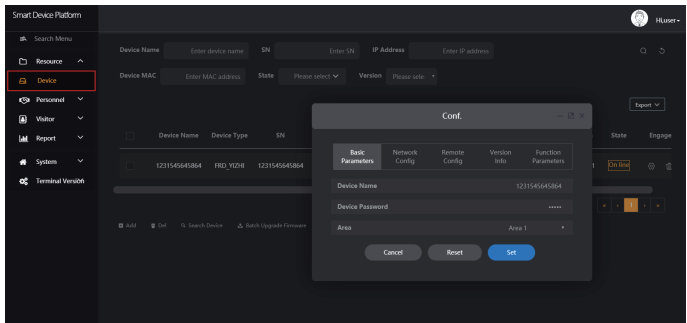 Smart Device Platform
HLuser
Search Menu
Resource
Device
Personnel
Visitor
Report
System
Terminal Version
Device Name Enter device name SN Enter SN IP Address Enter IP address
Device MAC Enter MAC address State Please select Version Please sele
Export
Device Name Device Type SN State Engage
1231545645864 FRD_YIZHI 1231545645864 1 On line
« ‹ 1 › »
Add Def Search Device Batch Upgrade Firmware
Conf.
Basic Parameters Network Config Remote Config Version Info Function Parameters
Device Name 1231545645864
Device Password •••••
Area Area 1
Cancel Reset Set